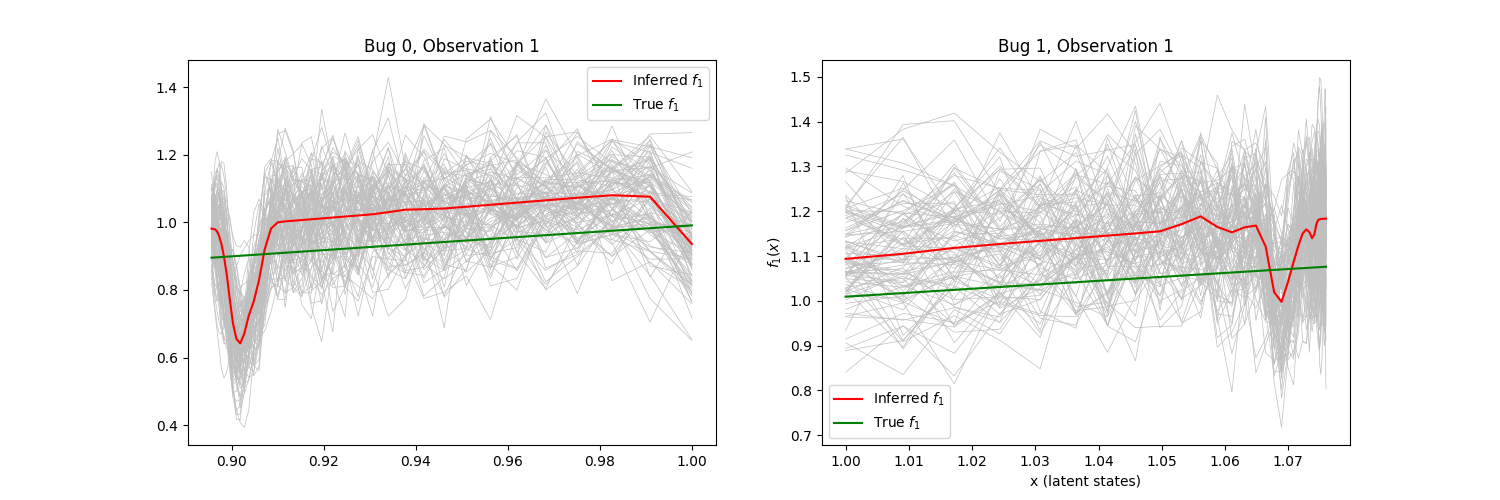 Bug 0, Observation 1
Inferred f₁
True f₁
1.4
1.2
1.0
0.8
0.6
0.4
0.90 0.92 0.94 0.96 0.98 1.00
Bug 1, Observation 1
f₁(x)
1.5
1.4
1.3
1.2
1.1
1.0
0.9
0.8
0.7
Inferred f₁
True f₁
1.00 1.01 1.02 1.03 1.04 1.05 1.06 1.07
x (latent states)